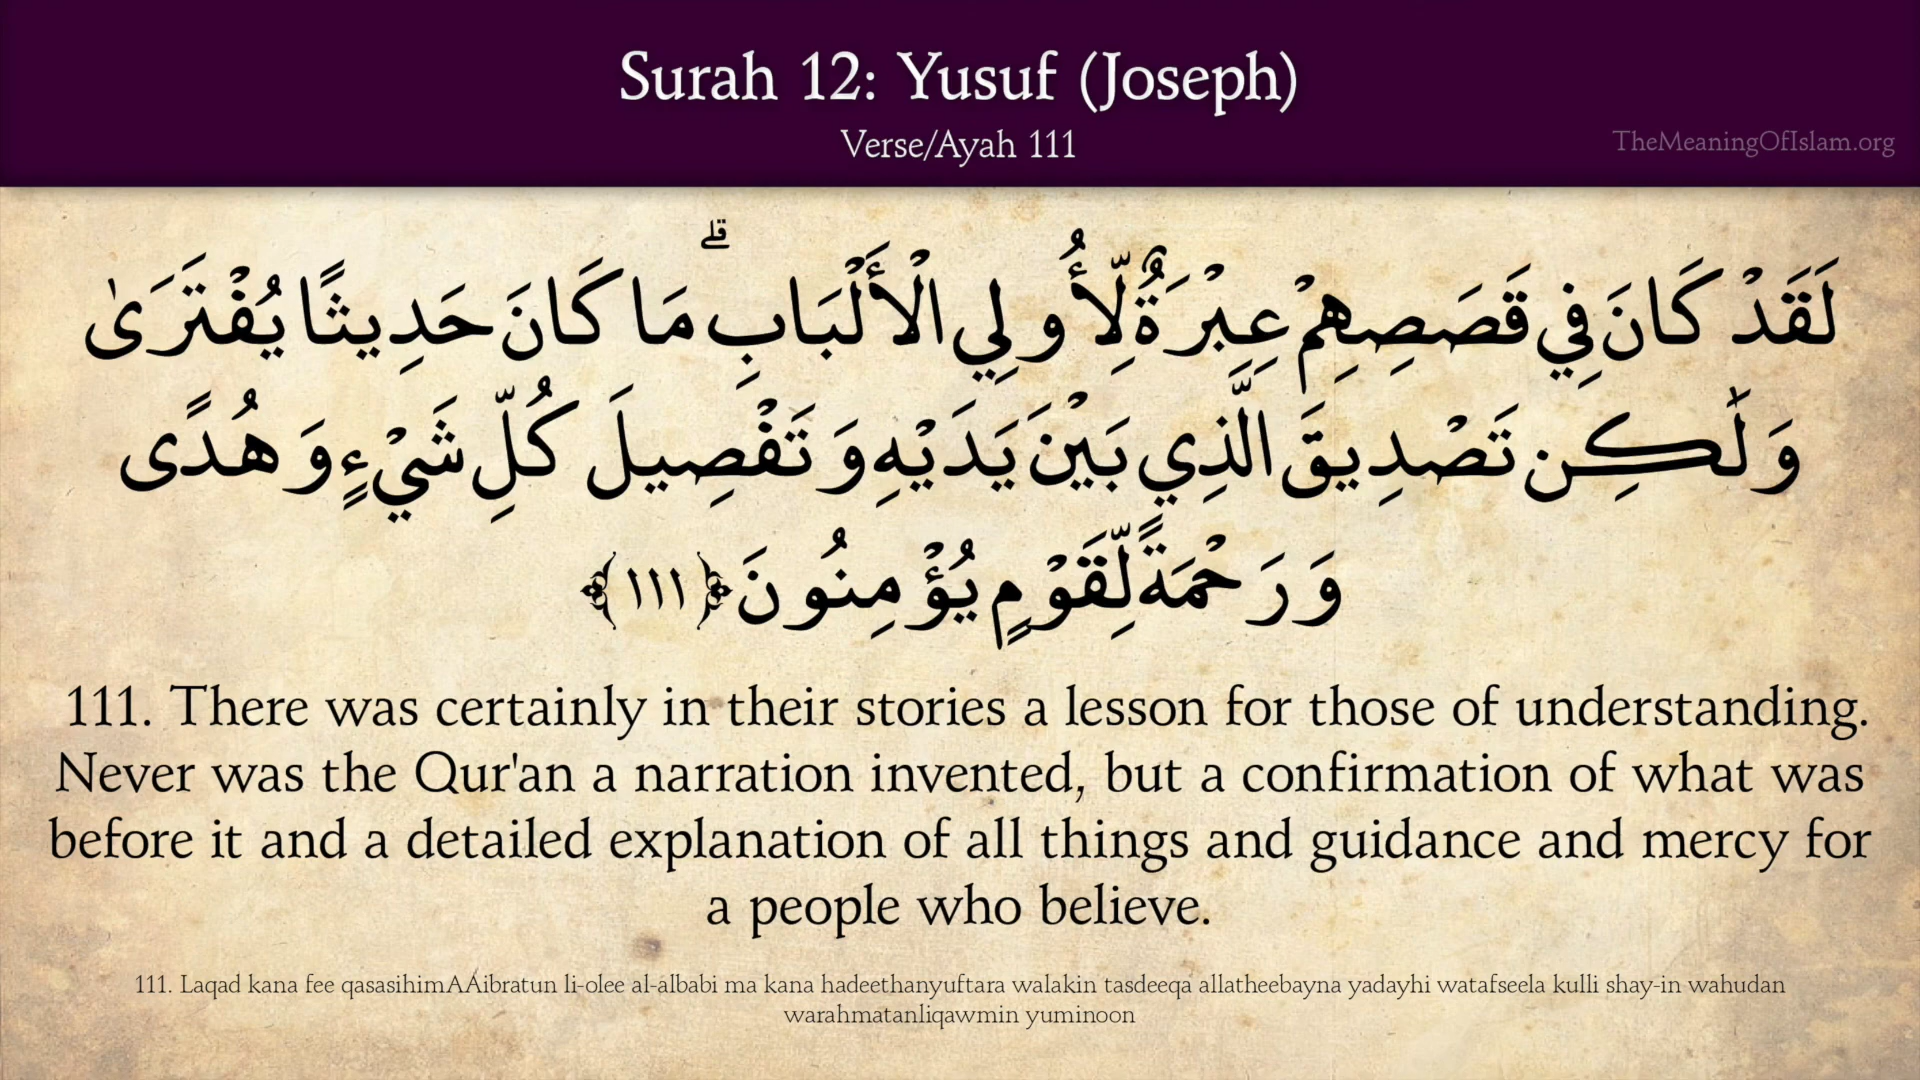 Surah 12: Yusuf (Joseph)
Verse/Ayah 111
TheMeaningOfIslam.org
لَقَدْ كَانَ فِي قَصَصِهِمْ عِبْرَةٌ لِّأُولِي الْأَلْبَابِ ۗ مَا كَانَ حَدِيثًا يُفْتَرَىٰ
وَلَٰكِن تَصْدِيقَ الَّذِي بَيْنَ يَدَيْهِ وَتَفْصِيلَ كُلِّ شَيْءٍ وَهُدًى
وَرَحْمَةً لِّقَوْمٍ يُؤْمِنُونَ ﴿١١١﴾
111. There was certainly in their stories a lesson for those of understanding.
Never was the Qur'an a narration invented, but a confirmation of what was
before it and a detailed explanation of all things and guidance and mercy for
a people who believe.
111. Laqad kana fee qasasihimAAibratun li-olee al-albabi ma kana hadeethanyuftara walakin tasdeeqa allatheebayna yadayhi watafseela kulli shay-in wahudan
warahmatanliqawmin yuminoon